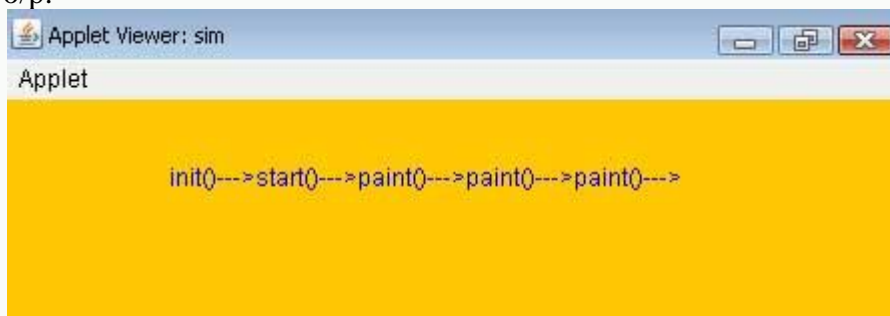 o/p:
Applet Viewer: sim
Applet
init()--->start()--->paint()--->paint()--->paint()--->